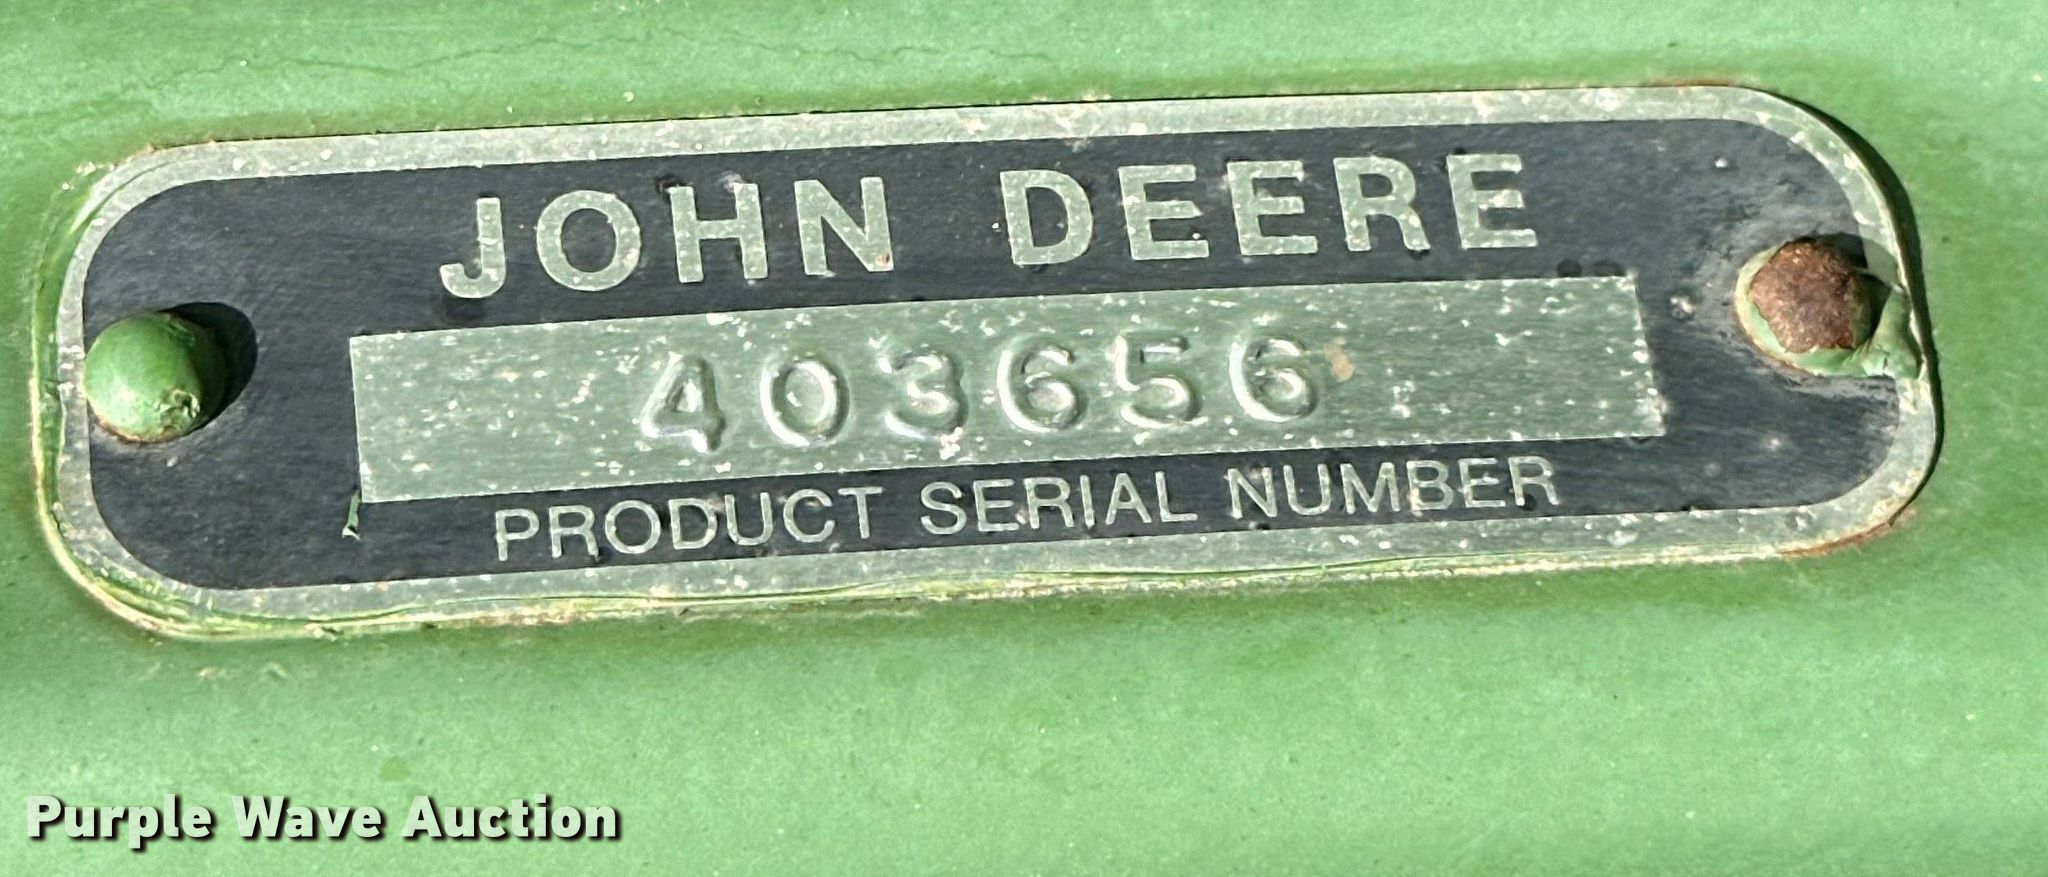 JOHN DEERE
403656
PRODUCT SERIAL NUMBER
Purple Wave Auction